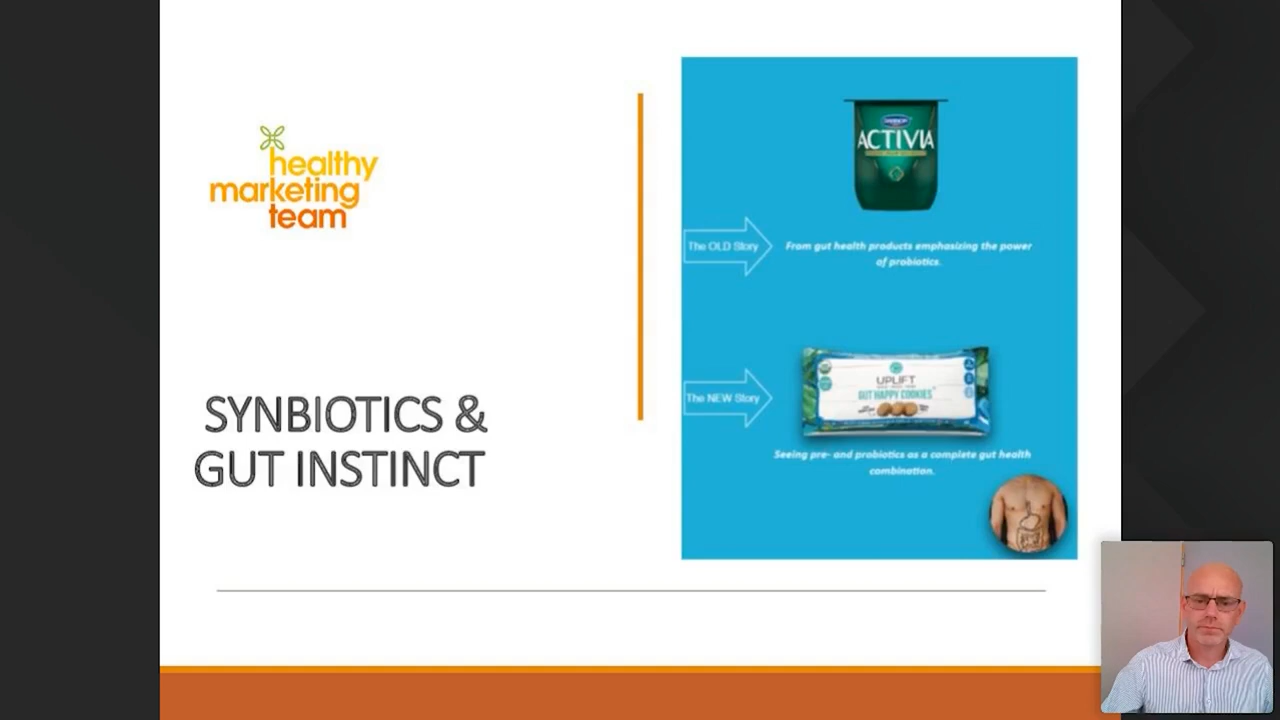 healthy
marketing
team
SYNBIOTICS &
GUT INSTINCT
ACTIVIA
The OLD Story
From gut health products emphasizing the power
of probiotics.
UPLIFT
GUT HAPPY COOKIES
The NEW Story
Seeing pre- and probiotics as a complete gut health
combination.